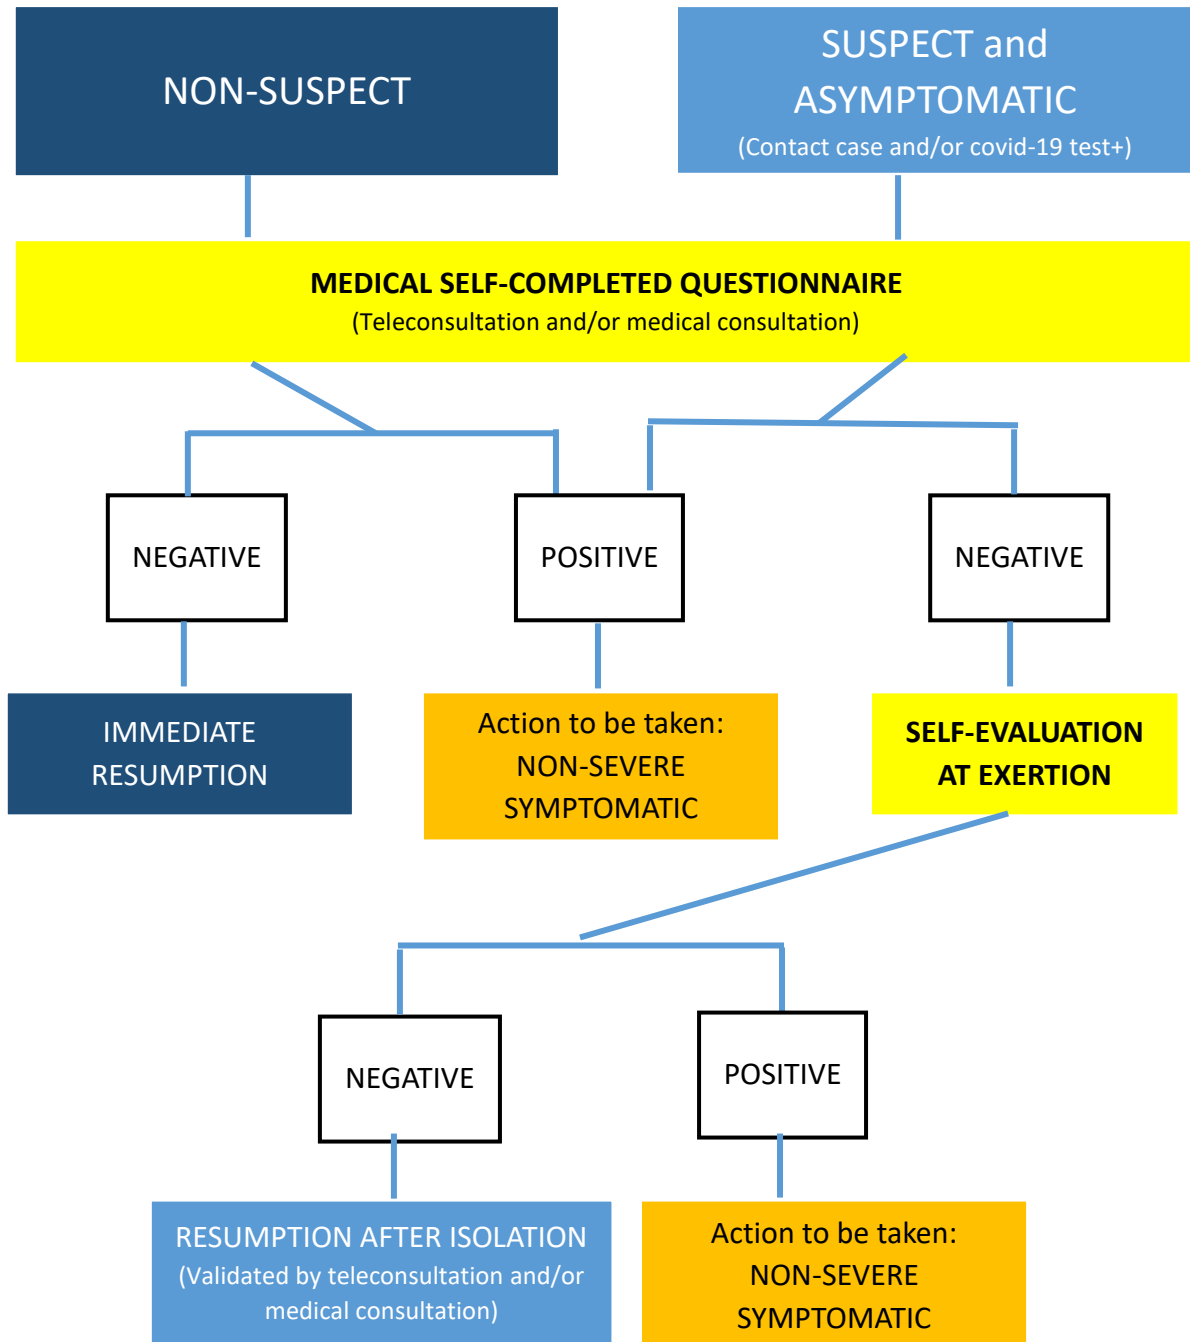 NON-SUSPECT
SUSPECT and
ASYMPTOMATIC
(Contact case and/or covid-19 test+)
MEDICAL SELF-COMPLETED QUESTIONNAIRE
(Teleconsultation and/or medical consultation)
NEGATIVE
POSITIVE
NEGATIVE
IMMEDIATE
RESUMPTION
Action to be taken:
NON-SEVERE
SYMPTOMATIC
SELF-EVALUATION
AT EXERTION
NEGATIVE
POSITIVE
RESUMPTION AFTER ISOLATION
(Validated by teleconsultation and/or
medical consultation)
Action to be taken:
NON-SEVERE
SYMPTOMATIC